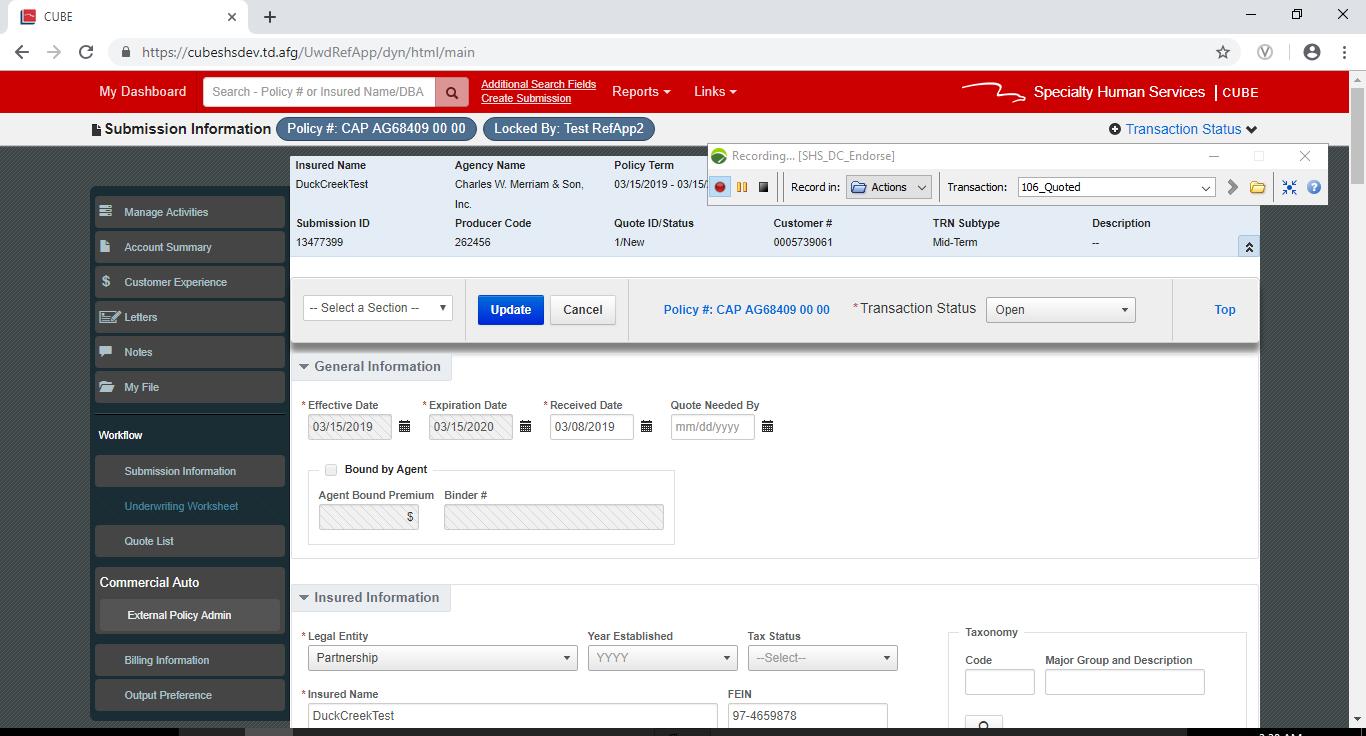 CUBE
https://cubeshsdev.td.afg/UwdRefApp/dyn/html/main
My Dashboard
Search - Policy # or Insured Name/DBA
Additional Search Fields
Create Submission
Reports
Links
Specialty Human Services | CUBE
Submission Information
Policy #: CAP AG68409 00 00
Locked By: Test RefApp2
Transaction Status
Recording... [SHS_DC_Endorse]
Record in:
Actions
Transaction:
106_Quoted
Insured Name
Agency Name
Policy Term
DuckCreekTest
Charles W. Merriam & Son,
Inc.
03/15/2019 - 03/15/
Submission ID
Producer Code
Quote ID/Status
Customer #
TRN Subtype
Description
13477399
262456
1/New
0005739061
Mid-Term
--
Manage Activities
Account Summary
$ Customer Experience
Letters
Notes
My File
Workflow
Submission Information
Underwriting Worksheet
Quote List
Commercial Auto
External Policy Admin
Billing Information
Output Preference
-- Select a Section --
Update
Cancel
Policy #: CAP AG68409 00 00
*Transaction Status
Open
Top
General Information
* Effective Date
* Expiration Date
* Received Date
Quote Needed By
03/15/2019
03/15/2020
03/08/2019
mm/dd/yyyy
Bound by Agent
Agent Bound Premium
Binder #
$
Insured Information
* Legal Entity
Year Established
Tax Status
Partnership
YYYY
--Select--
Taxonomy
Code
Major Group and Description
* Insured Name
FEIN
DuckCreekTest
97-4659878